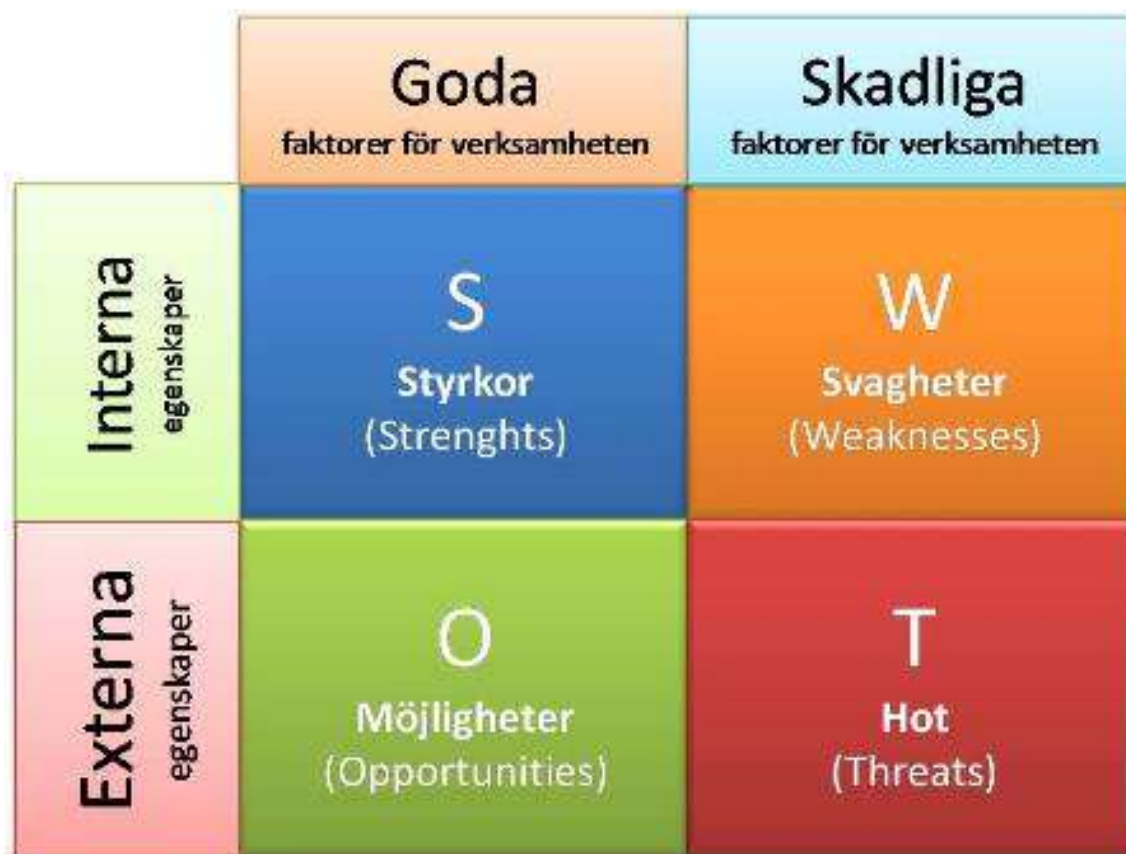 Goda
faktorer för verksamheten
Skadliga
faktorer för verksamheten
Interna
egenskaper
S
Styrkor
(Strenghts)
W
Svagheter
(Weaknesses)
Externa
egenskaper
O
Möjligheter
(Opportunities)
T
Hot
(Threats)